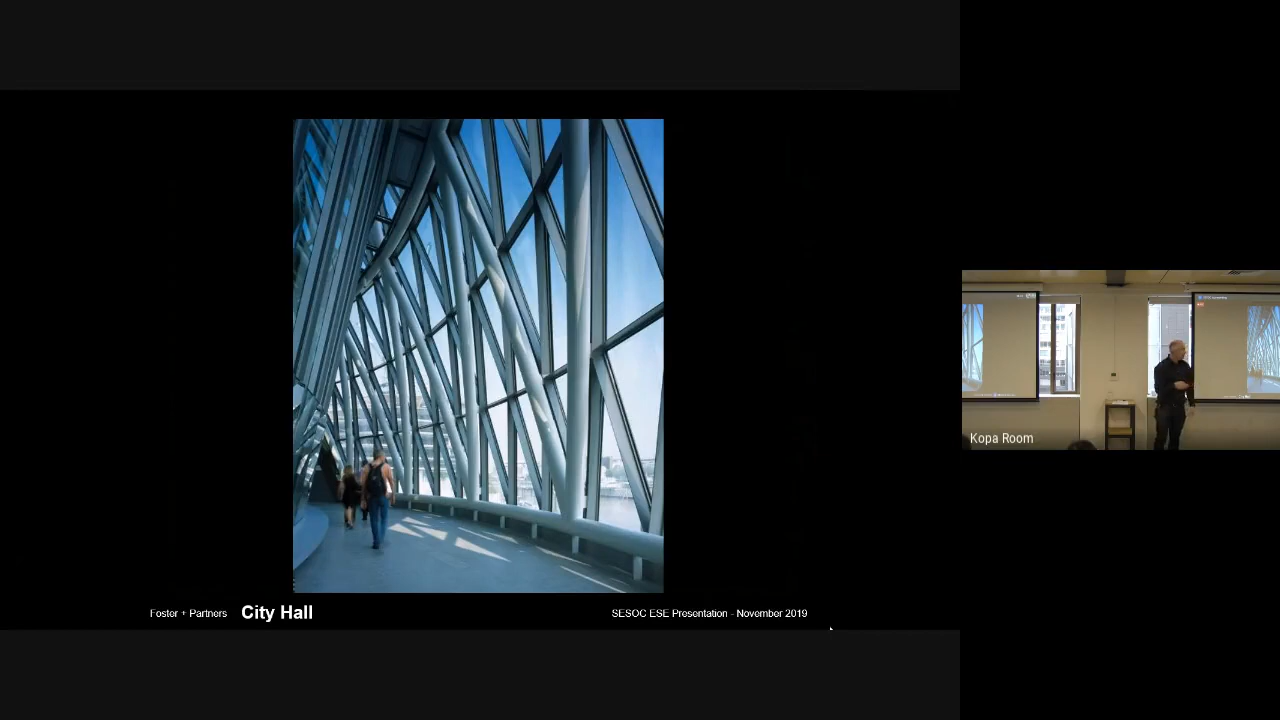 Foster + Partners City Hall
SESOC ESE Presentation - November 2019
Kopa Room